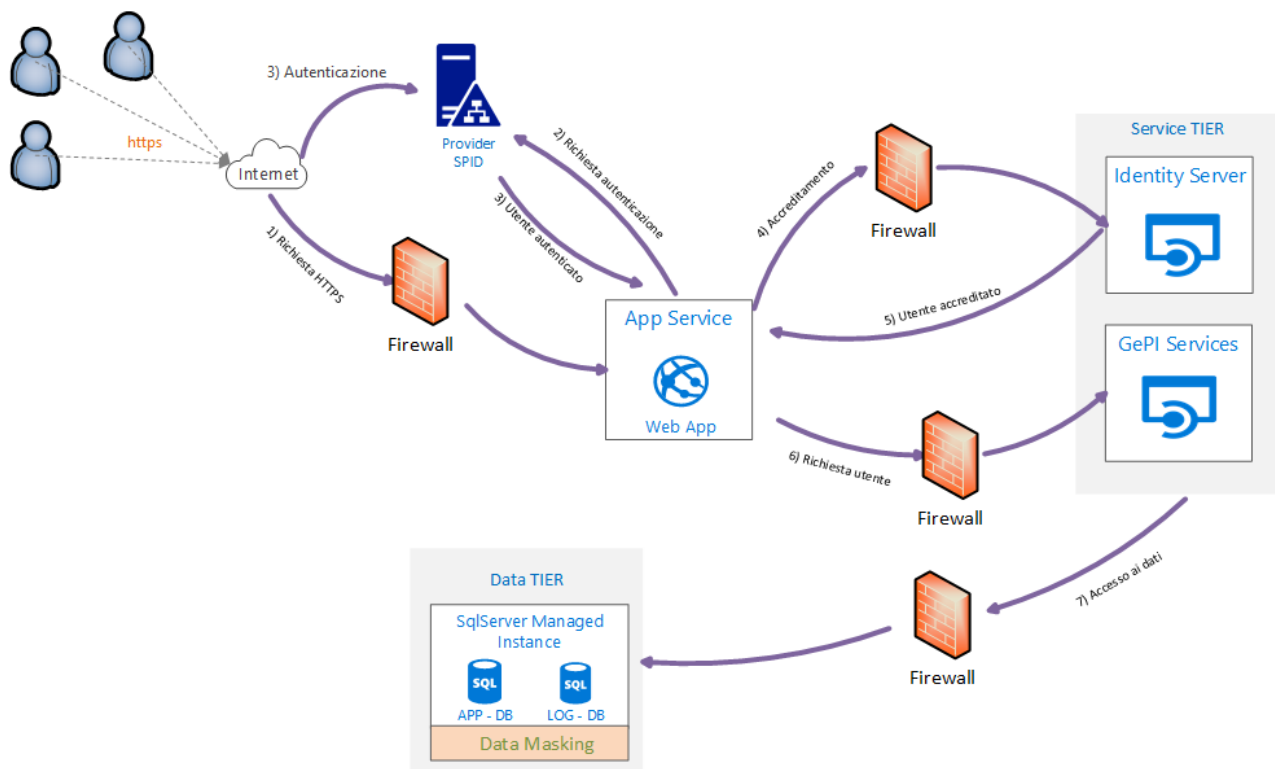 https
Internet
3) Autenticazione
Provider
SPID
1) Richiesta HTTPS
Firewall
2) Richiesta autenticazione
3) Utente autenticato
App Service
Web App
4) Accreditamento
Firewall
5) Utente accreditato
Service TIER
Identity Server
GePI Services
6) Richiesta utente
Firewall
7) Accesso ai dati
Firewall
Data TIER
SqlServer Managed
Instance
SQL
SQL
APP - DB
LOG - DB
Data Masking